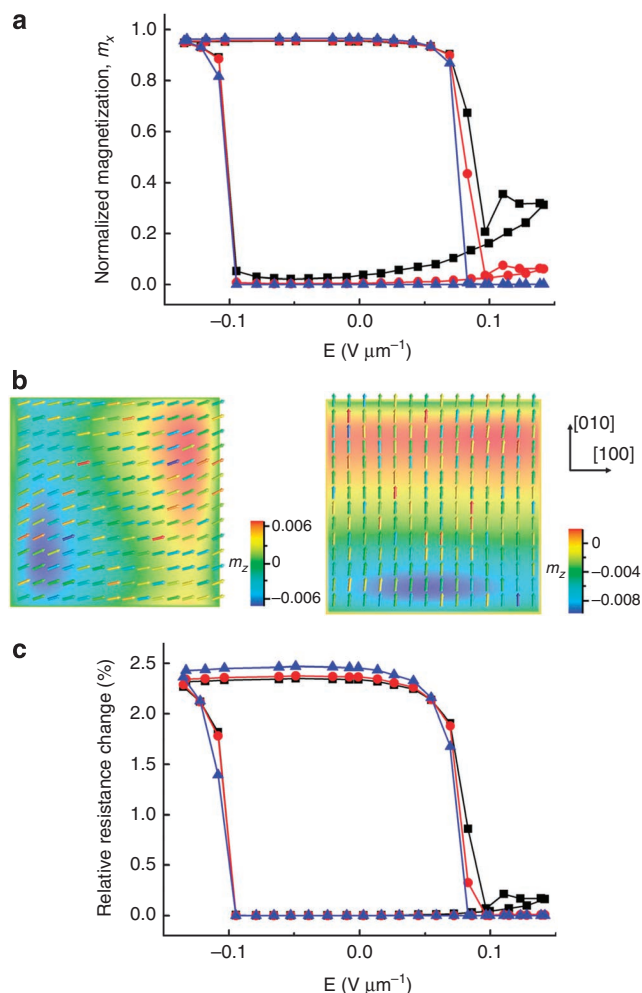 a
Normalized magnetization, mx
1.0
0.8
0.6
0.4
0.2
0.0
−0.1
0.0
0.1
E (V μm⁻¹)
b
mz
0.006
0
−0.006
mz
0
−0.004
−0.008
[010]
[100]
c
Relative resistance change (%)
2.5
2.0
1.5
1.0
0.5
0.0
−0.1
0.0
0.1
E (V μm⁻¹)